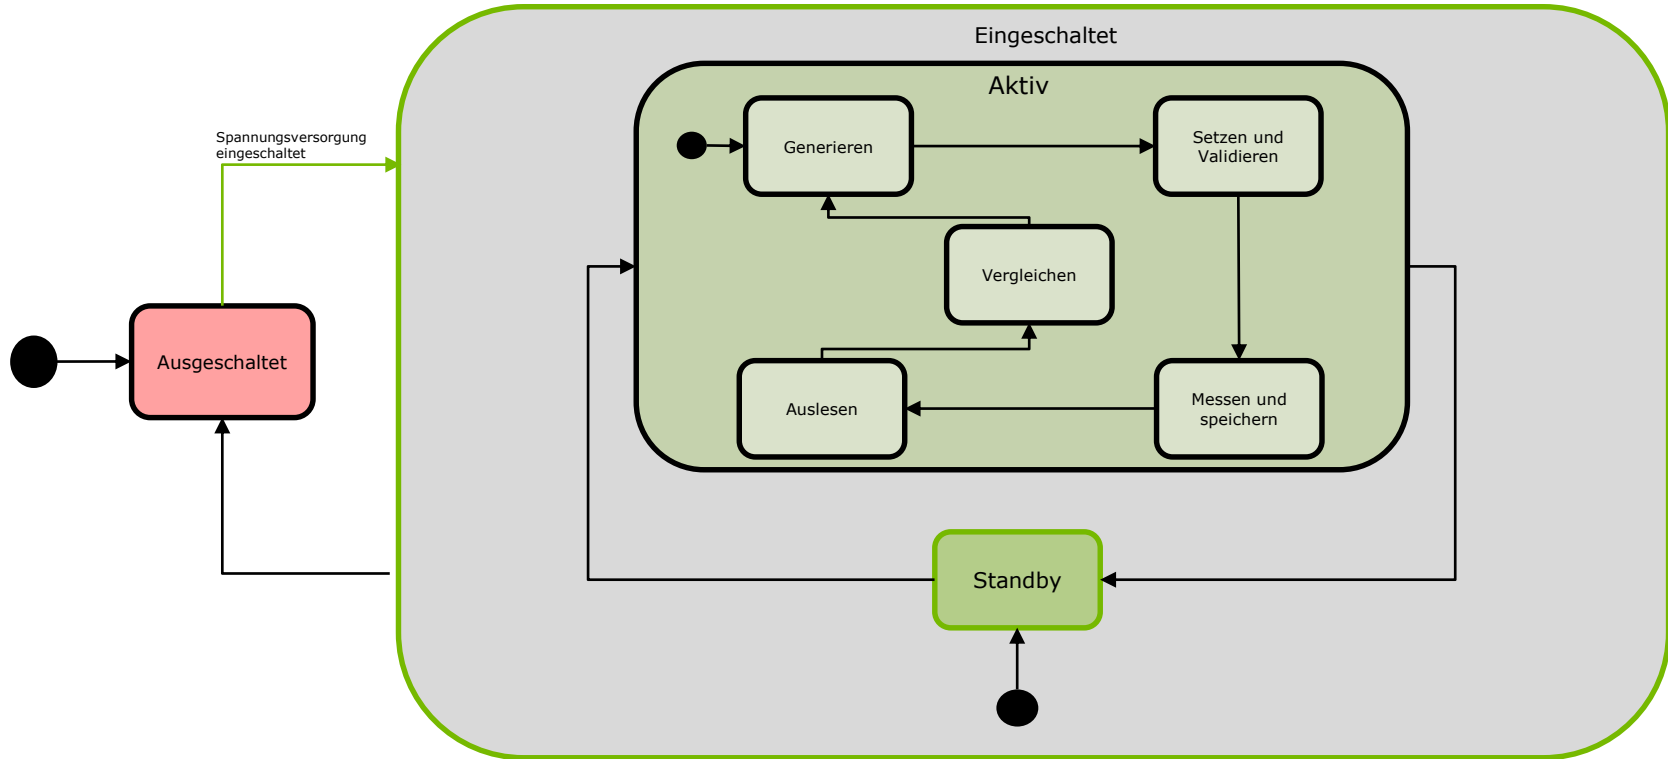 Eingeschaltet
Aktiv
Generieren
Setzen und
Validieren
Spannungsversorgung
eingeschaltet
Vergleichen
Ausgeschaltet
Auslesen
Messen und
speichern
Standby